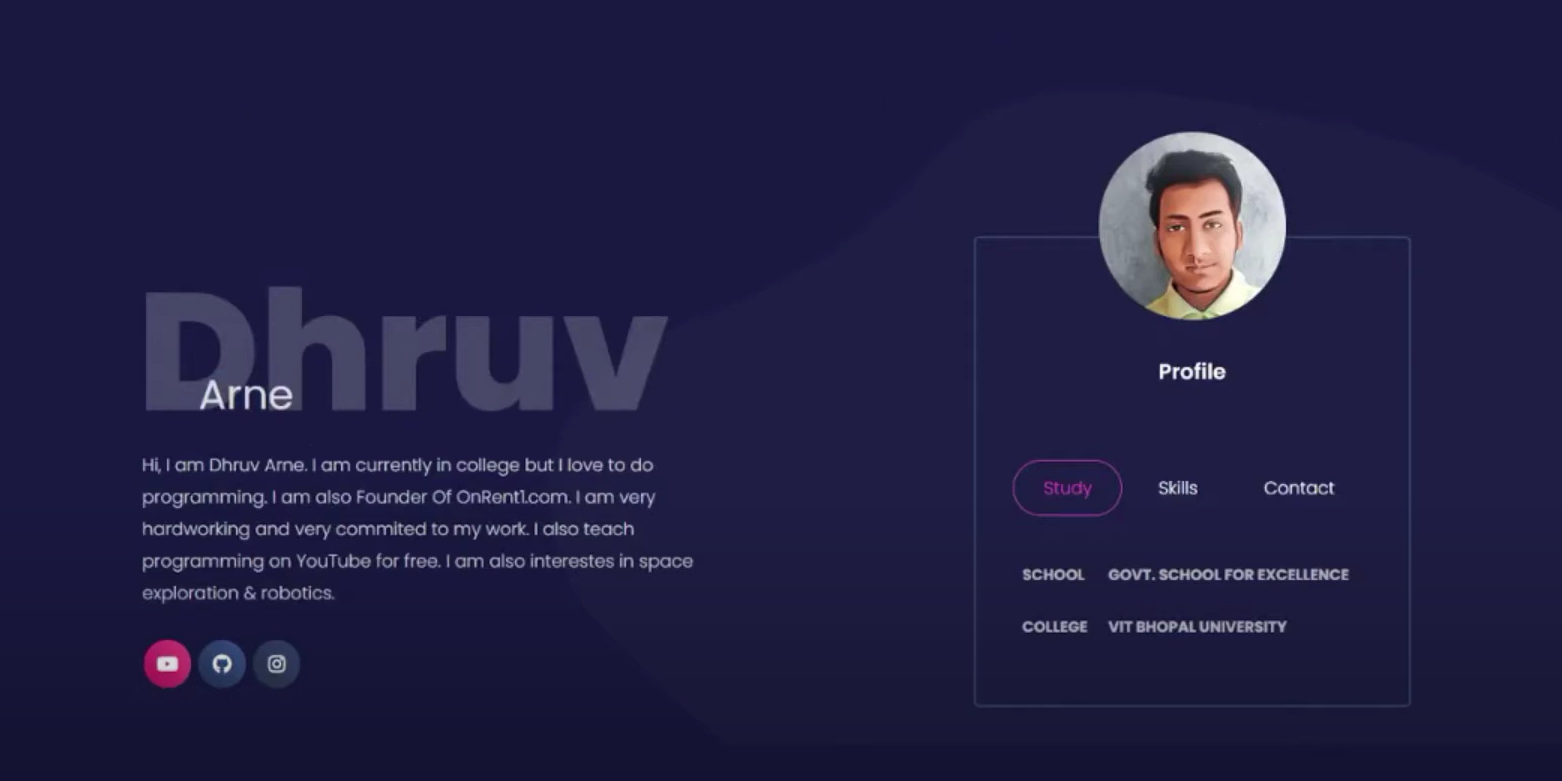 Dhruv
Arne
Hi, I am Dhruv Arne. I am currently in college but I love to do
programming. I am also Founder Of OnRent1.com. I am very
hardworking and very commited to my work. I also teach
programming on YouTube for free. I am also interestes in space
exploration & robotics.
Profile
Study Skills Contact
SCHOOL GOVT. SCHOOL FOR EXCELLENCE
COLLEGE VIT BHOPAL UNIVERSITY